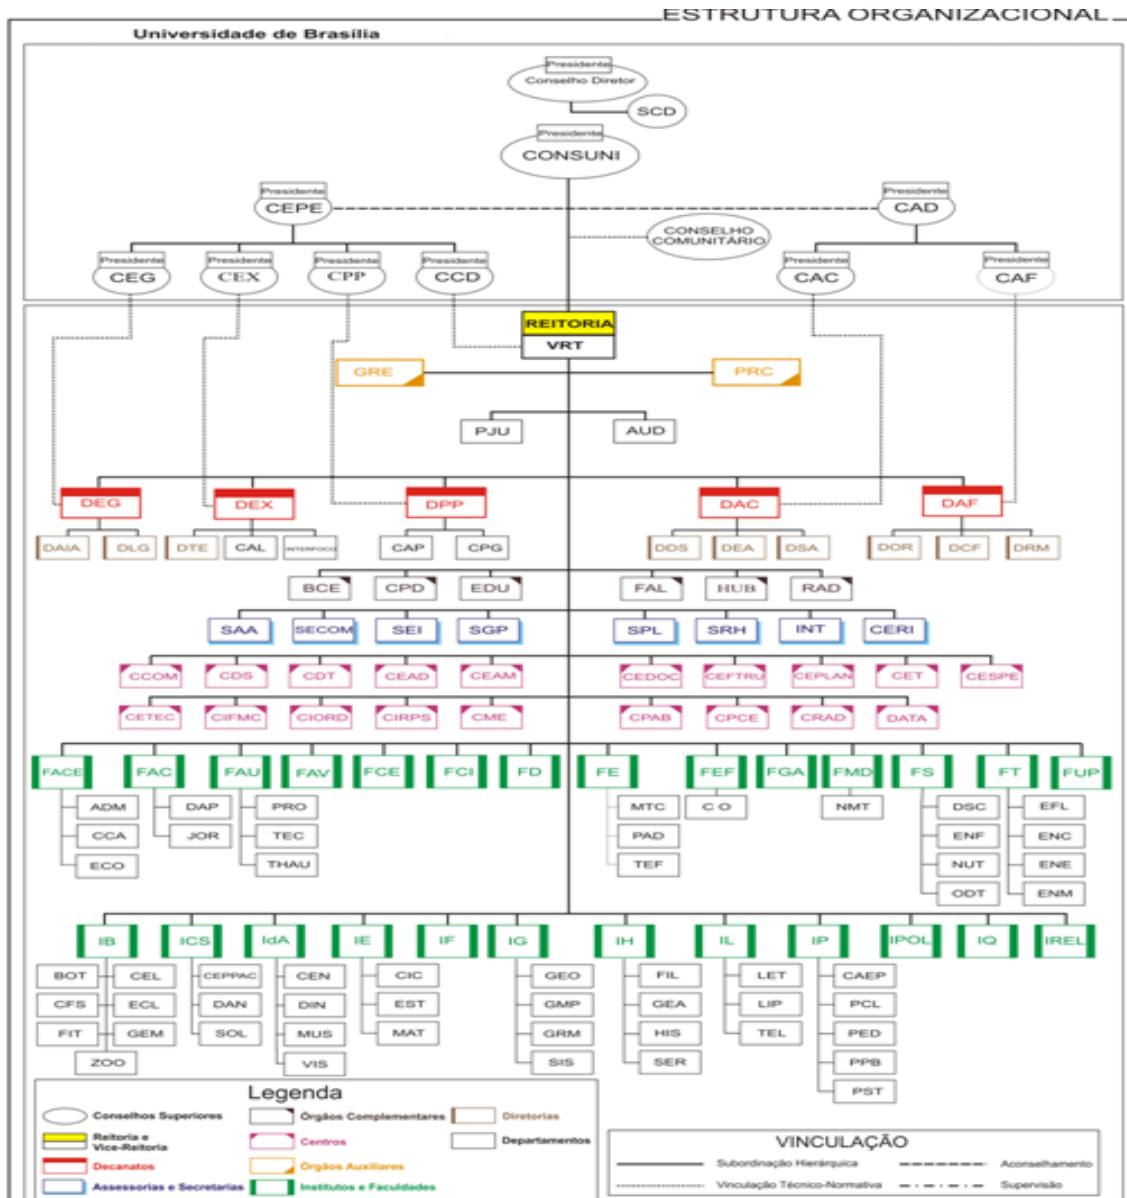 ESTRUTURA ORGANIZACIONAL
Universidade de Brasília
Presidente
Conselho Diretor
SCD
Presidente
CONSUNI
Presidente Presidente
CEPE CAD
CONSELHO
COMUNITÁRIO
Presidente Presidente Presidente Presidente Presidente Presidente
CEG CEX CPP CCD CAC CAF
REITORIA
VRT
GRE PRC
PJU AUD
DEG DEX DPP DAC DAF
DAIA DLG DTE CAL INTERFOCO CAP CPG DDS DEA DSA DOR DCF DRM
BCE CPD EDU FAL HUB RAD
SAA SECOM SEI SGP SPL SRH INT CERI
CCOM CDS CDT CEAD CEAM CEDOC CEFTRU CEPLAN CET CESPE
CETEC CIFMC CIORD CIRPS CME CPAB CPCE CRAD DATA
FACE FAC FAU FAV FCE FCI FD FE FEF FGA FMD FS FT FUP
ADM DAP PRO MTC C O NMT DSC EFL
CCA JOR TEC PAD ENF ENC
ECO THAU TEF NUT ENE
ODT ENM
IB ICS IdA IE IF IG IH IL IP IPOL IQ IREL
BOT CEL CEPPAC CEN CIC GEO FIL LET CAEP
CFS ECL DAN DIN EST GMP GEA LIP PCL
FIT GEM SOL MUS MAT GRM HIS TEL PED
ZOO VIS SIS SER PPB
PST
Legenda
Conselhos Superiores Órgãos Complementares Diretorias
Reitoria e
Vice-Reitoria Centros Departamentos
Decanatos Órgãos Auxiliares
Assessorias e Secretarias Institutos e Faculdades
VINCULAÇÃO
Subordinação Hierárquica Aconselhamento
Vinculação Técnico-Normativa Supervisão